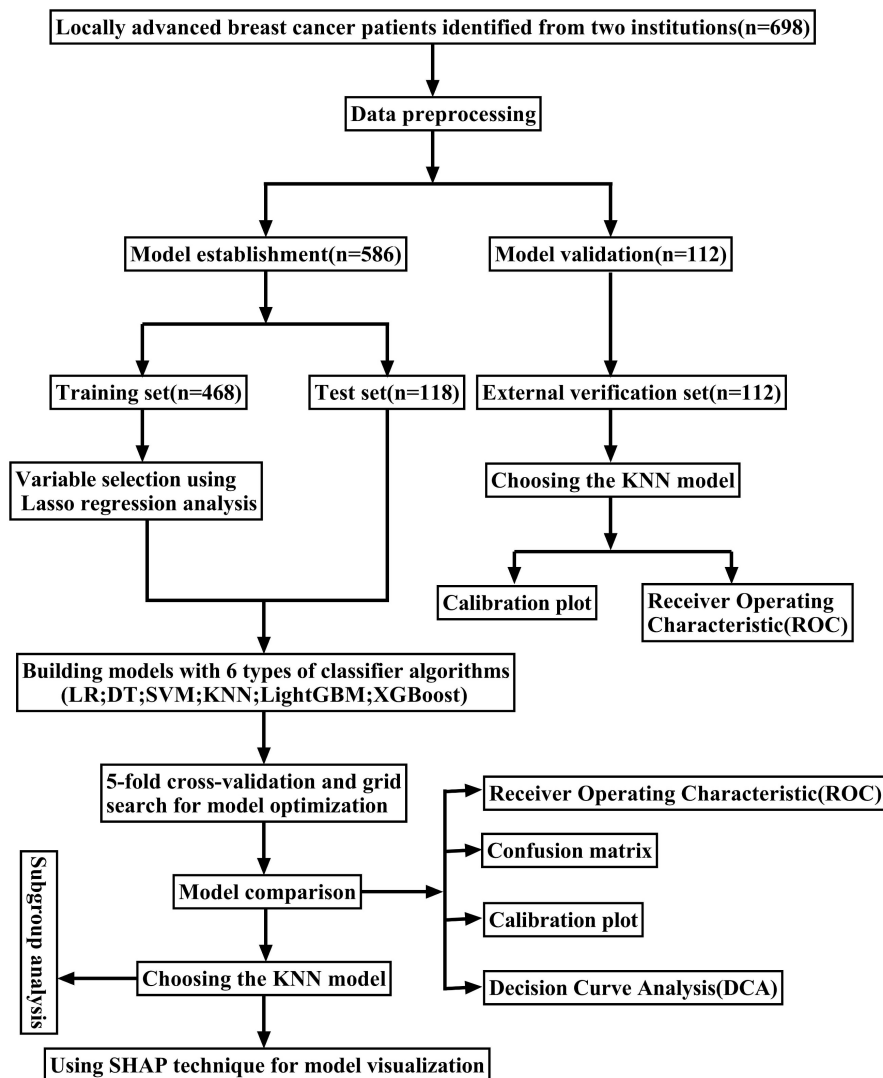 Locally advanced breast cancer patients identified from two institutions(n=698)
Data preprocessing
Model establishment(n=586)
Model validation(n=112)
Training set(n=468)
Test set(n=118)
External verification set(n=112)
Variable selection using
Lasso regression analysis
Choosing the KNN model
Calibration plot
Receiver Operating
Characteristic(ROC)
Building models with 6 types of classifier algorithms
(LR;DT;SVM;KNN;LightGBM;XGBoost)
5-fold cross-validation and grid
search for model optimization
Receiver Operating Characteristic(ROC)
Confusion matrix
Model comparison
Calibration plot
Subgroup analysis
Choosing the KNN model
Decision Curve Analysis(DCA)
Using SHAP technique for model visualization